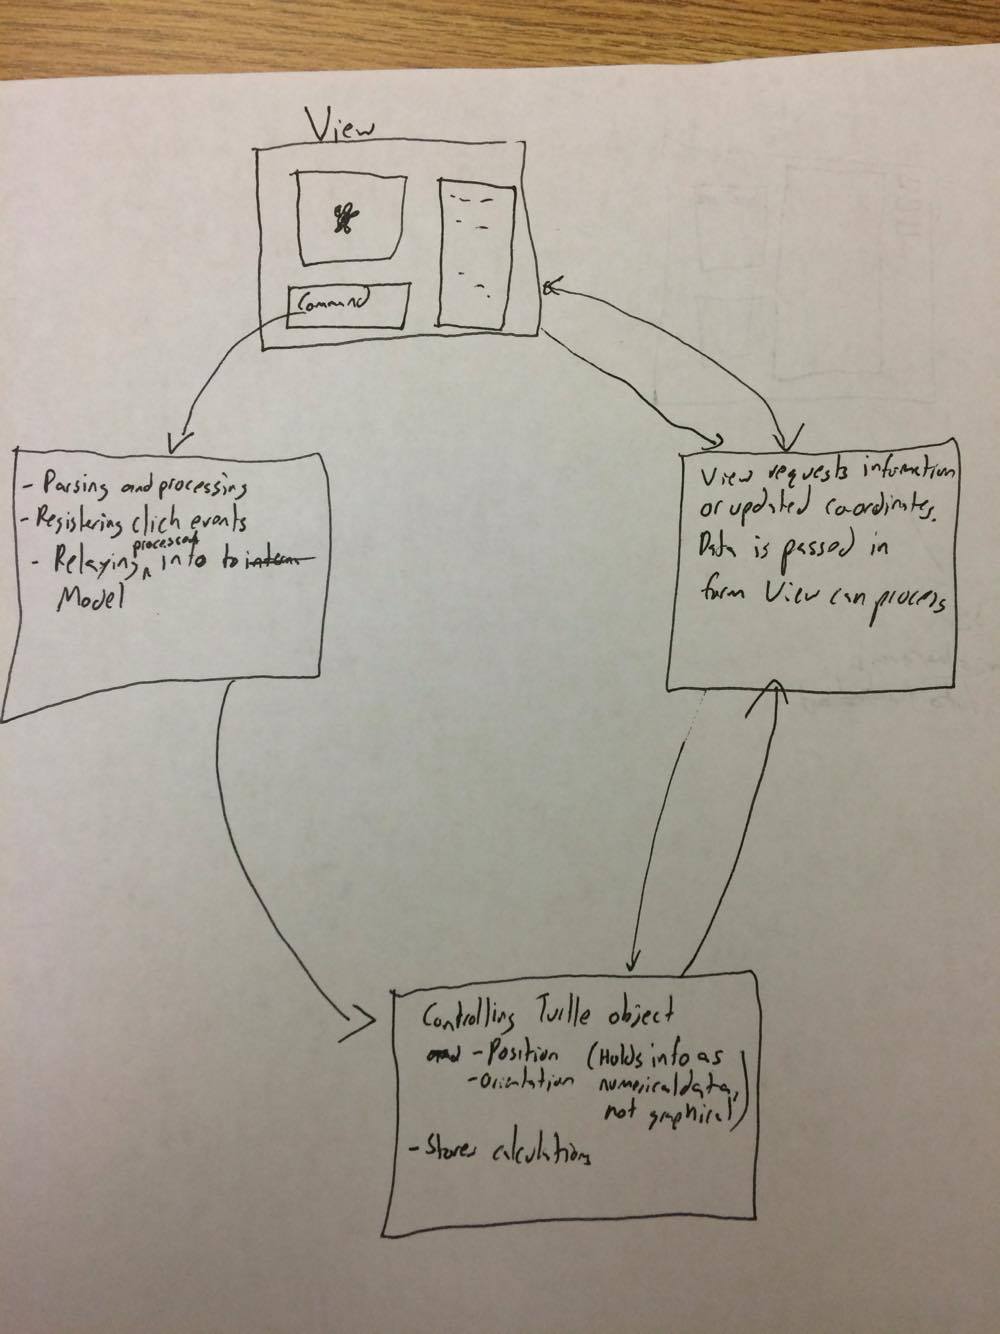 View
Command
- Parsing and processing
- Registering click events
processed
- Relaying ^ info to intern
Model
View requests information
or updated coordinates.
Data is passed in
form View can process
Controlling Turtle object
and - Position (Holds info as
- Orientation numerical data,
not graphical)
- Stores calculations